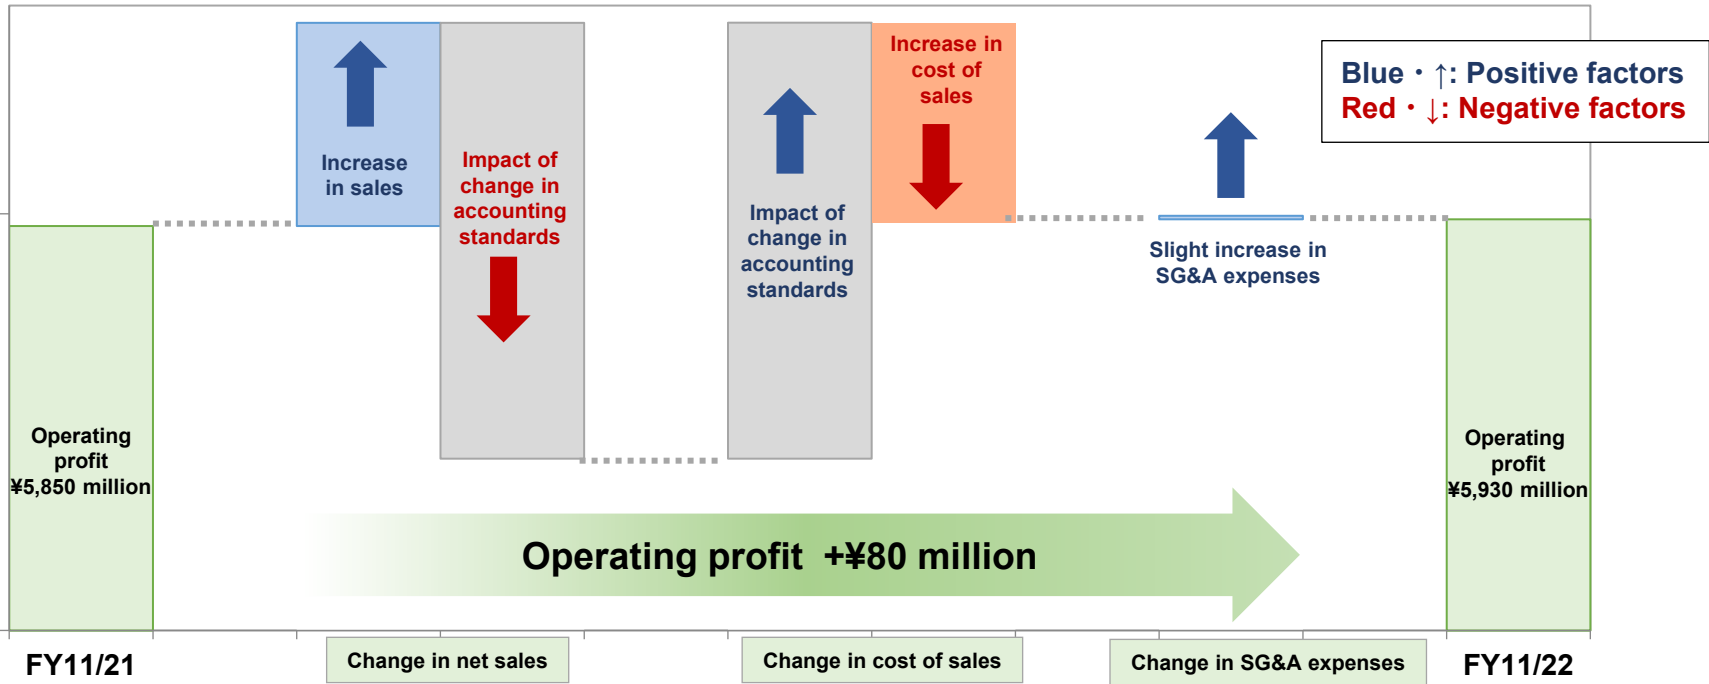 Blue・↑: Positive factors
Red・↓: Negative factors
Increase
in sales
Impact of
change in
accounting
standards
Impact of
change in
accounting
standards
Increase in
cost of
sales
Slight increase in
SG&A expenses
Operating
profit
¥5,850 million
Operating
profit
¥5,930 million
Operating profit +¥80 million
FY11/21
Change in net sales
Change in cost of sales
Change in SG&A expenses
FY11/22